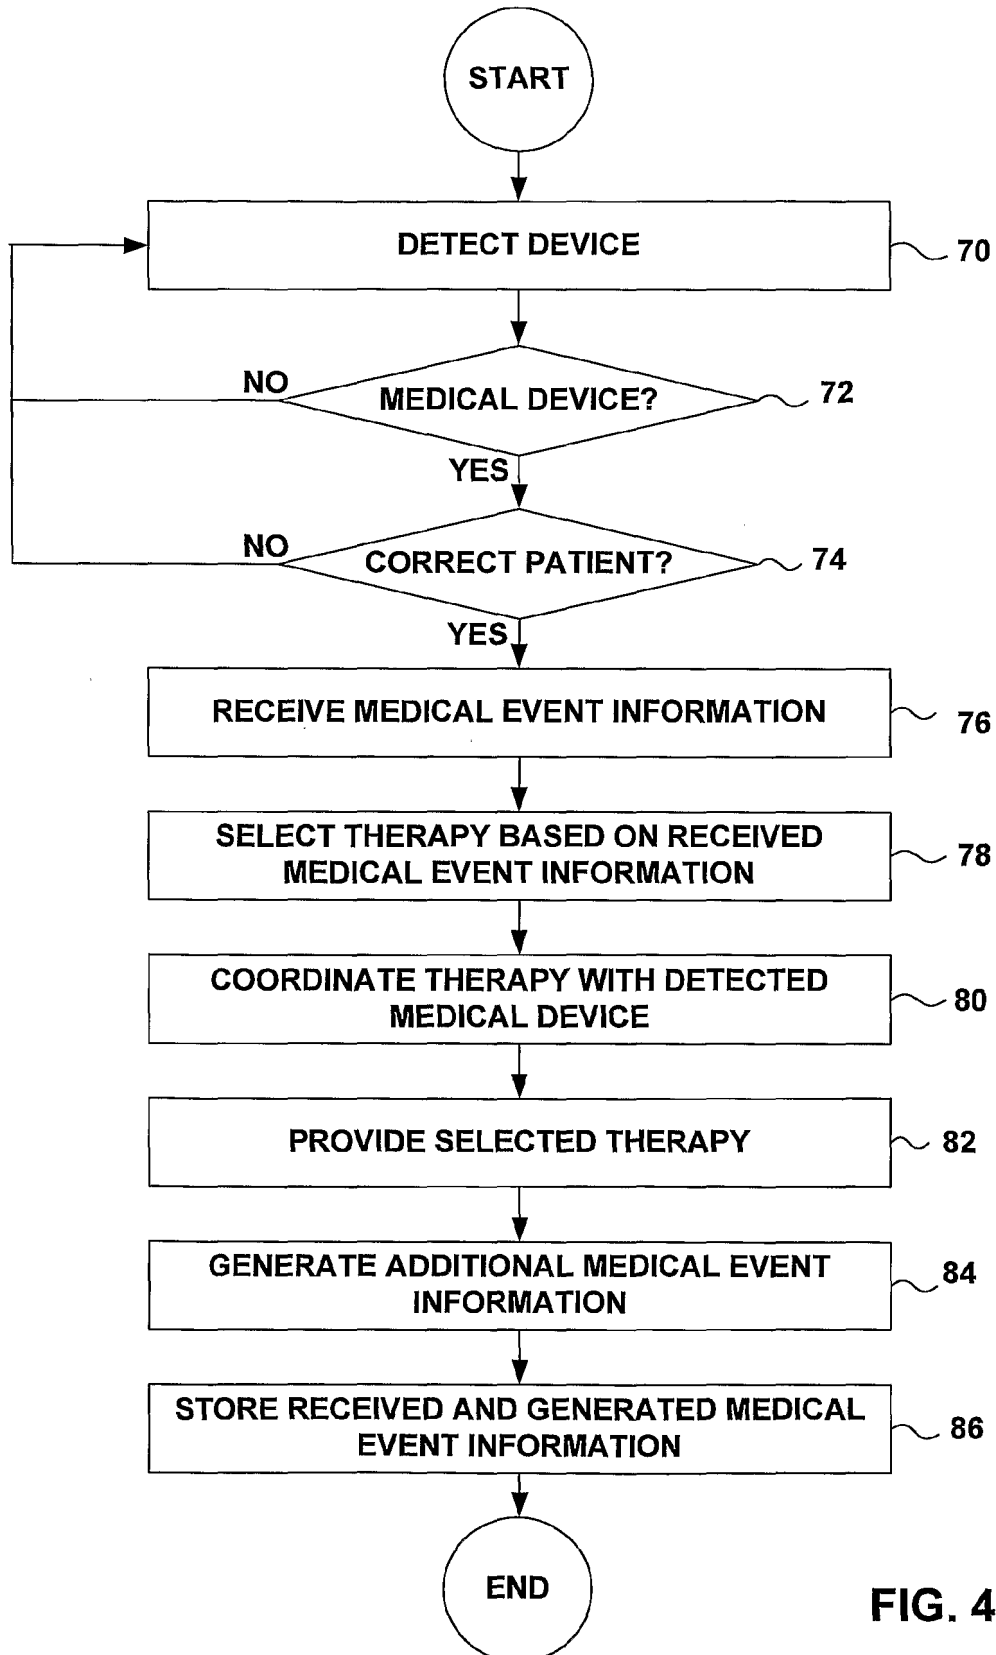 START
DETECT DEVICE
70
NO
MEDICAL DEVICE?
72
YES
NO
CORRECT PATIENT?
74
YES
RECEIVE MEDICAL EVENT INFORMATION
76
SELECT THERAPY BASED ON RECEIVED
MEDICAL EVENT INFORMATION
78
COORDINATE THERAPY WITH DETECTED
MEDICAL DEVICE
80
PROVIDE SELECTED THERAPY
82
GENERATE ADDITIONAL MEDICAL EVENT
INFORMATION
84
STORE RECEIVED AND GENERATED MEDICAL
EVENT INFORMATION
86
END
FIG. 4